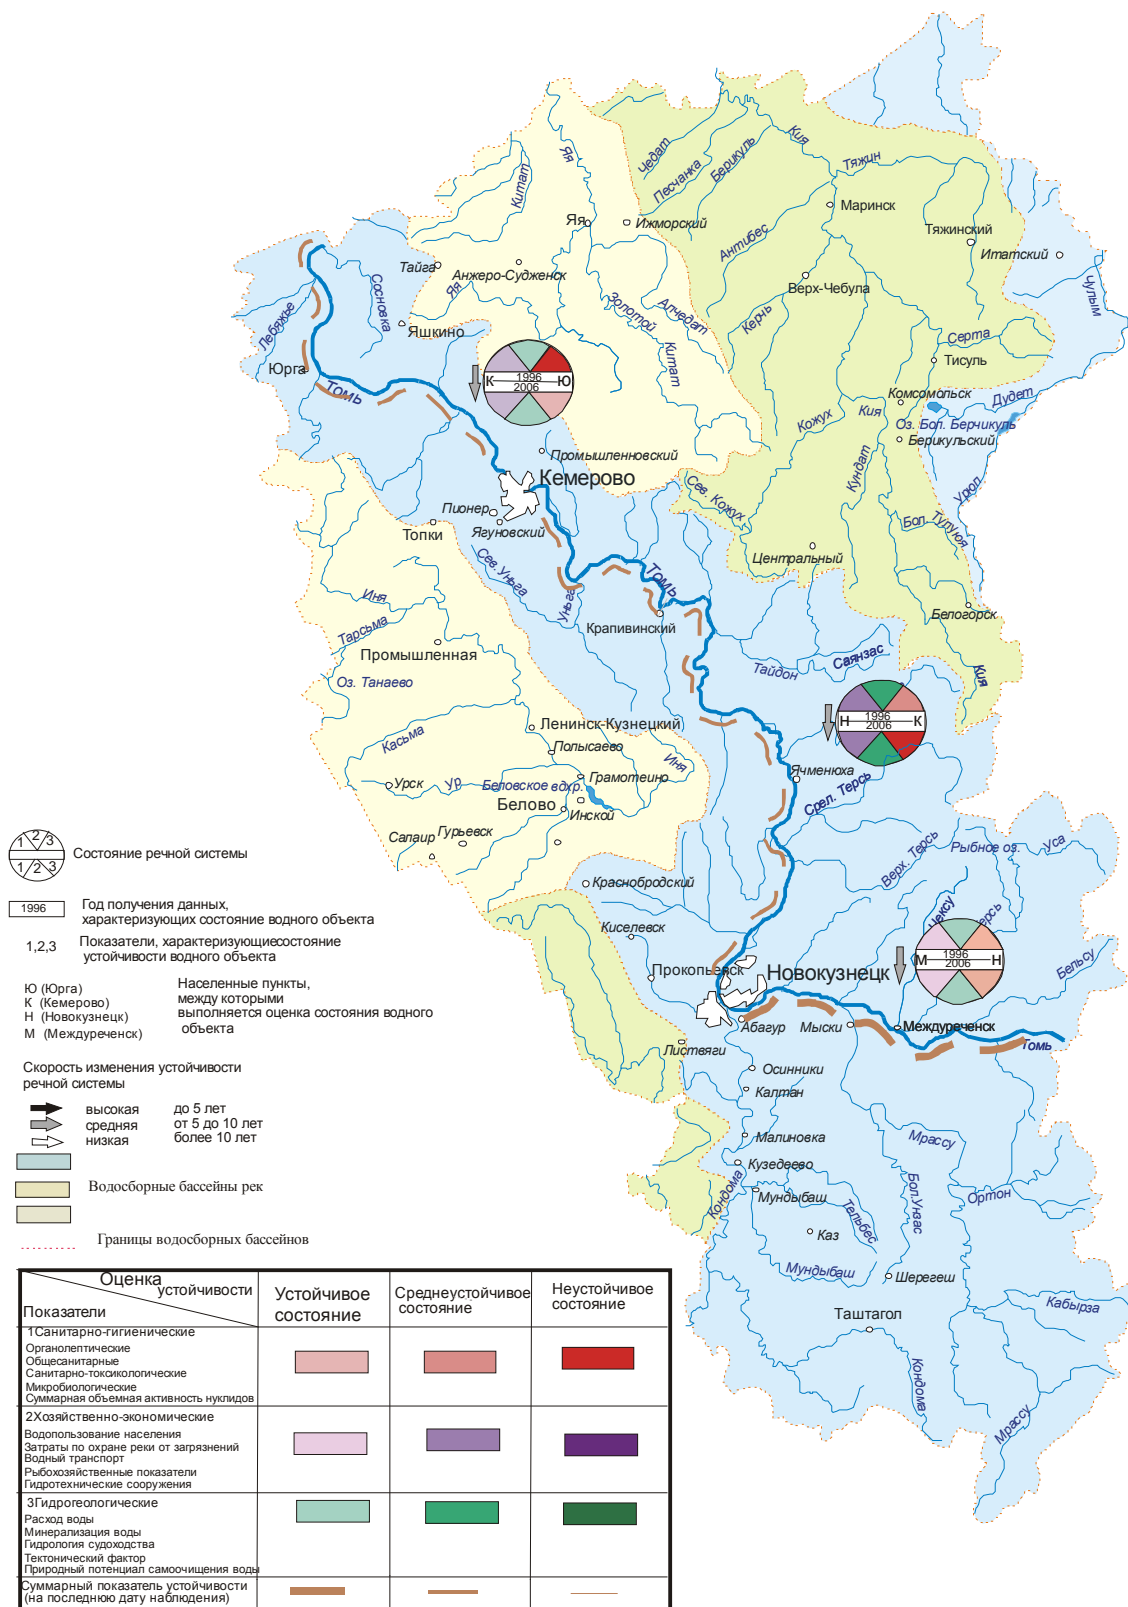 Кия
Чедат
Песчанка
Берикуль
Тяжин
Яя
Китат
Маринск
Яя
Ижморский
Антибес
Тяжинский
Итатский
Тайга
Анжеро-Судженск
Сосновка
Яя
Верх-Чебула
Чулым
Золотой
Китат
Алчедат
Керчь
Лебяжье
Яшкино
Серта
Тисуль
Юрга
Томь
К
1996
2006
Ю
Комсомольск
Дудет
Кожух
Кия
Оз. Бол. Берчикуль
Берикульский
Промышленновский
Кемерово
Кундат
Урюп
Сев. Кожух
Пионер
Ягуновский
Топки
Бол. Тулуюл
Центральный
Сев.Уньга
Томь
Иня
Уньга
Белогорск
Тарсьма
Крапивинский
Промышленная
Саянзас
Тайдон
Кия
Оз. Танаево
Н
1996
2006
К
Ленинск-Кузнецкий
Касьма
Полысаево
Иня
Ячменюха
Грамотеино
Урск
Ур
Беловское вдхр.
Срел. Терсь
Белово
Инской
Салаир
Гурьевск
Верх. Терсь
Рыбное оз.
Уса
1 2 3
1 2 3
Состояние речной системы
Краснобродский
1996
Год получения данных,
характеризующих состояние водного объекта
Киселевск
М
1996
2006
Н
1,2,3
Показатели, характеризующиесостояние
устойчивости водного объекта
Бельсу
Прокопьевск
Новокузнецк
Ю (Юрга)
К (Кемерово)
Н (Новокузнецк)
М (Междуреченск)
Населенные пункты,
между которыми
выполняется оценка состояния водного
объекта
Абагур
Мыски
Междуреченск
Томь
Листвяги
Скорость изменения устойчивости
речной системы
Осинники
Калтан
высокая до 5 лет
средняя от 5 до 10 лет
низкая более 10 лет
Малиновка
Мрассу
Кузедеево
Водосборные бассейны рек
Кондома
Мундыбаш
Тельбес
Бол.Унзас
Ортон
Каз
Границы водосборных бассейнов
Мундыбаш
Шерегеш
Кабырза
Таштагол
Кондома
Мрассу
Оценка
устойчивости
Показатели
Устойчивое
состояние
Среднеустойчивое
состояние
Неустойчивое
состояние
1Санитарно-гигиенические
Органолептические
Общесанитарные
Санитарно-токсикологические
Микробиологические
Суммарная объемная активность нуклидов
2Хозяйственно-экономические
Водопользование населения
Затраты по охране реки от загрязнений
Водный транспорт
Рыбохозяйственные показатели
Гидротехнические сооружения
3Гидрогеологические
Расход воды
Минерализация воды
Гидрология судоходства
Тектонический фактор
Природный потенциал самоочищения воды
Суммарный показатель устойчивости
(на последнюю дату наблюдения)